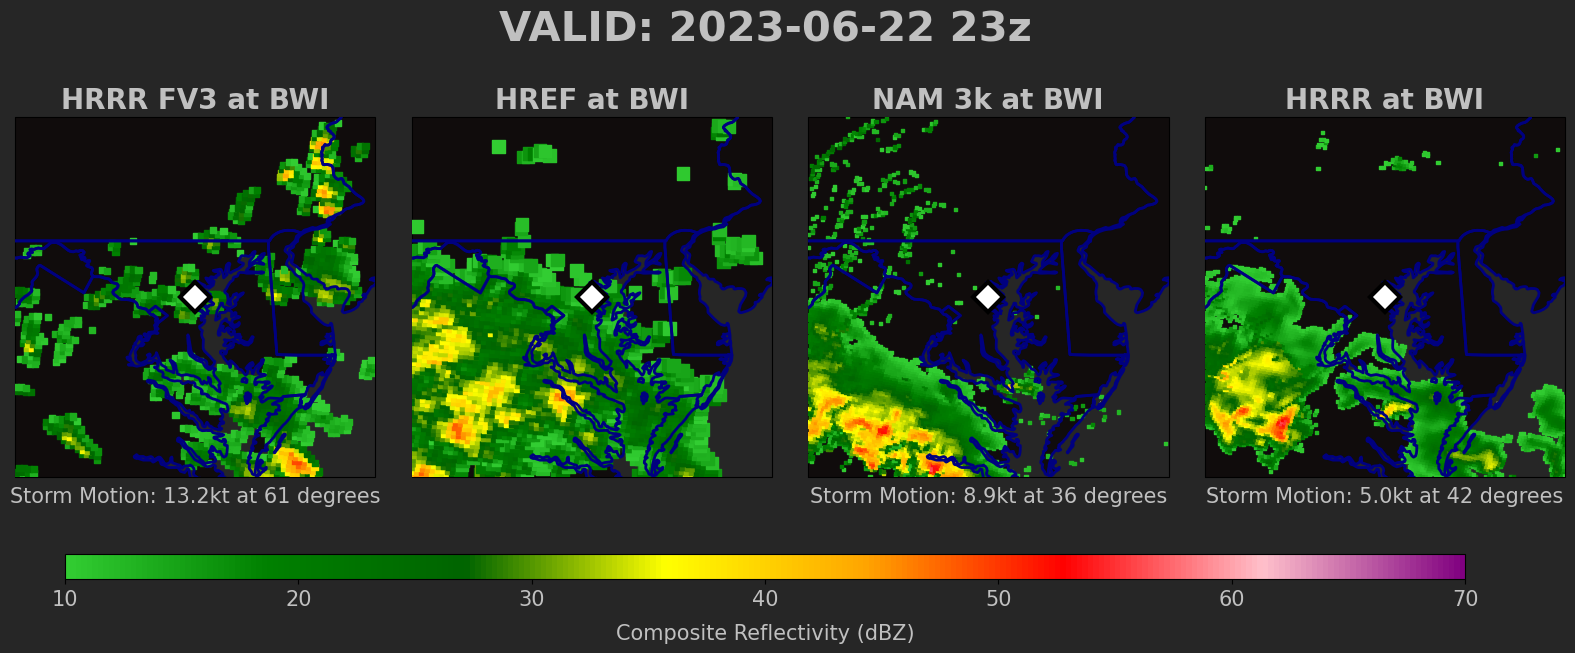 VALID: 2023-06-22 23z
HRRR FV3 at BWI
HREF at BWI
NAM 3k at BWI
HRRR at BWI
Storm Motion: 13.2kt at 61 degrees
Storm Motion: 8.9kt at 36 degrees
Storm Motion: 5.0kt at 42 degrees
10 20 30 40 50 60 70
Composite Reflectivity (dBZ)